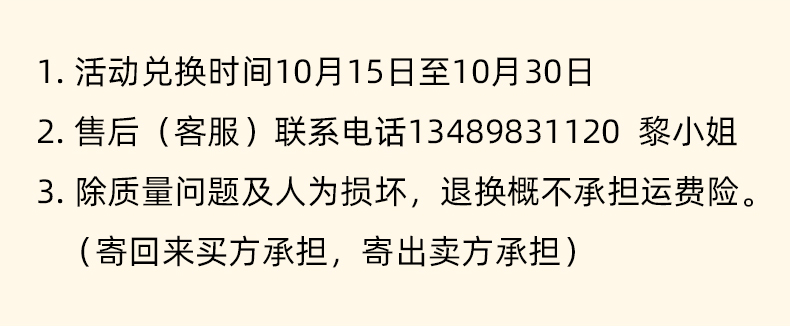 1. 活动兑换时间10月15日至10月30日
2. 售后（客服）联系电话13489831120 黎小姐
3. 除质量问题及人为损坏，退换概不承担运费险。
（寄回来买方承担，寄出卖方承担）